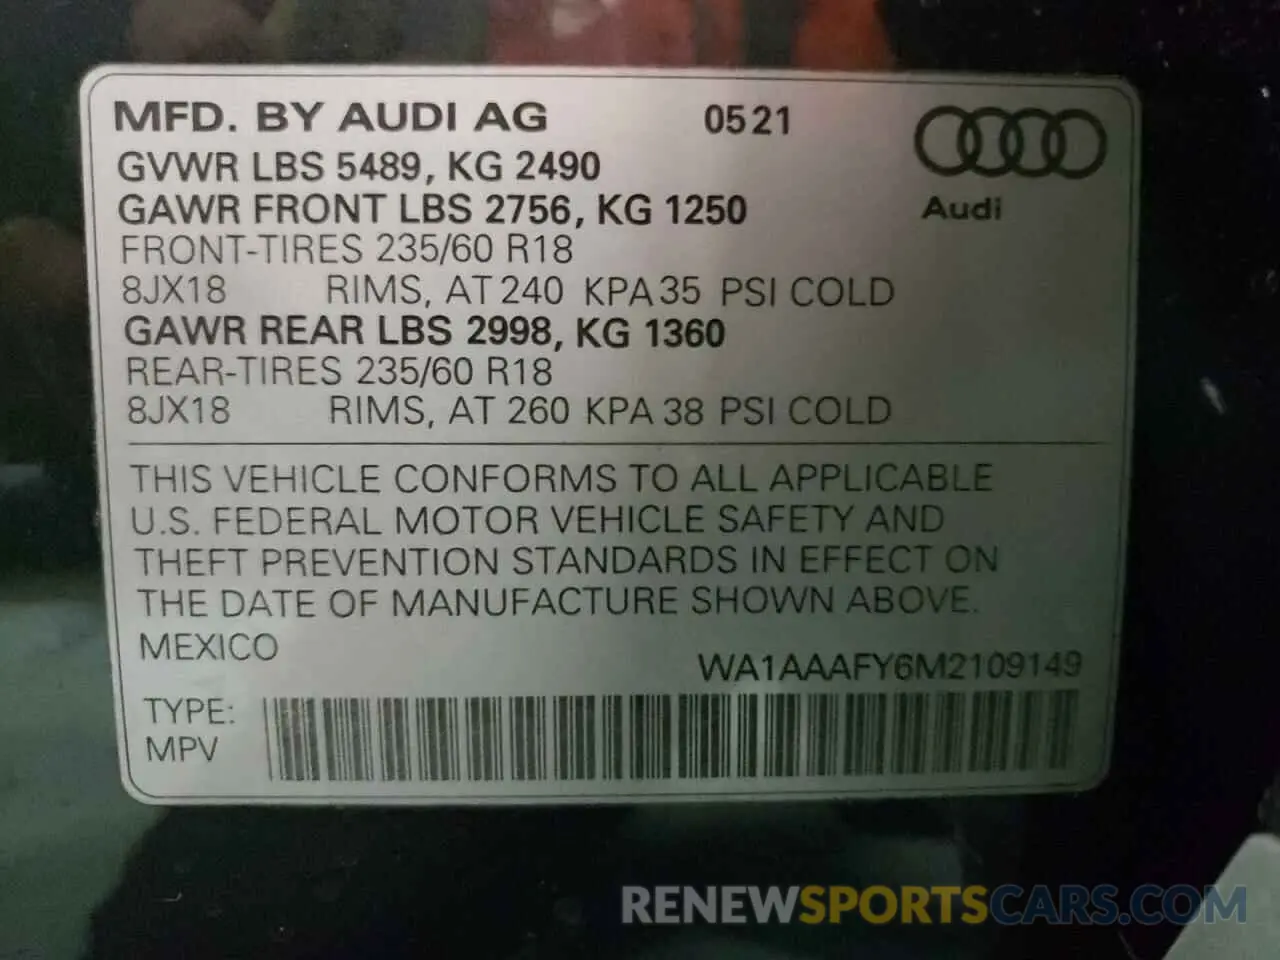 MFD. BY AUDI AG 0521
GVWR LBS 5489, KG 2490
GAWR FRONT LBS 2756, KG 1250
Audi
FRONT-TIRES 235/60 R18
8JX18 RIMS, AT 240 KPA 35 PSI COLD
GAWR REAR LBS 2998, KG 1360
REAR-TIRES 235/60 R18
8JX18 RIMS, AT 260 KPA 38 PSI COLD
THIS VEHICLE CONFORMS TO ALL APPLICABLE
U.S. FEDERAL MOTOR VEHICLE SAFETY AND
THEFT PREVENTION STANDARDS IN EFFECT ON
THE DATE OF MANUFACTURE SHOWN ABOVE.
MEXICO
WA1AAAFY6M2109149
TYPE:
MPV
RENEWSPORTSCARS.COM